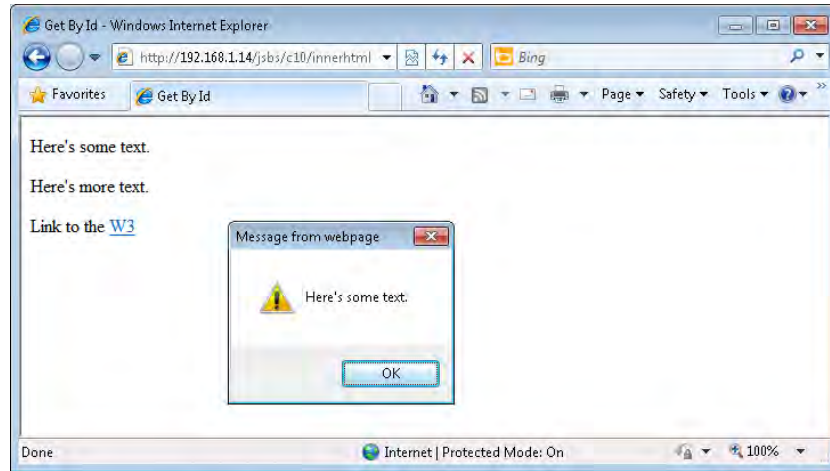 Get By Id - Windows Internet Explorer
http://192.168.1.14/jsbs/c10/innerhtml
Bing
Favorites
Get By Id
Page
Safety
Tools
Here's some text.
Here's more text.
Link to the W3
Message from webpage
Here's some text.
OK
Done
Internet | Protected Mode: On
100%